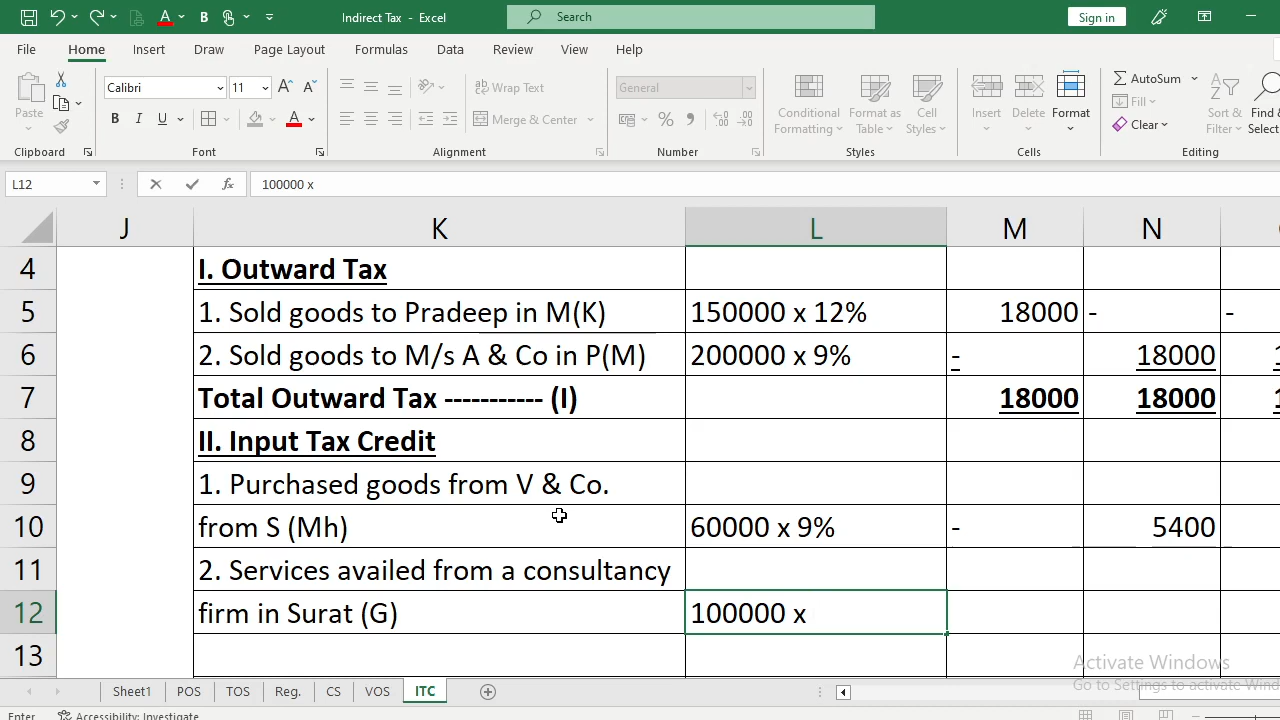 Indirect Tax - Excel
Search
Sign in
File Home Insert Draw Page Layout Formulas Data Review View Help
Paste
Calibri 11
Wrap Text
Merge & Center
General
Conditional Formatting
Format as Table
Cell Styles
Insert Delete Format
AutoSum
Fill
Clear
Sort & Filter
Find & Select
Clipboard Font Alignment Number Styles Cells Editing
L12 fx 100000 x
J K L M N
4 I. Outward Tax
5 1. Sold goods to Pradeep in M(K) 150000 x 12% 18000 - -
6 2. Sold goods to M/s A & Co in P(M) 200000 x 9% - 18000
7 Total Outward Tax ----------- (I) 18000 18000
8 II. Input Tax Credit
9 1. Purchased goods from V & Co.
10 from S (Mh) 60000 x 9% - 5400
11 2. Services availed from a consultancy
12 firm in Surat (G) 100000 x
13
Activate Windows
Go to Settings to activate Wind
Sheet1 POS TOS Reg. CS VOS ITC
Enter Accessibility: Investigate